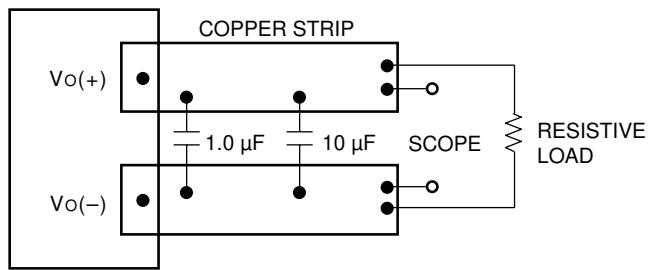 COPPER STRIP
VO(+)
1.0 µF
10 µF
SCOPE
RESISTIVE
LOAD
VO(–)